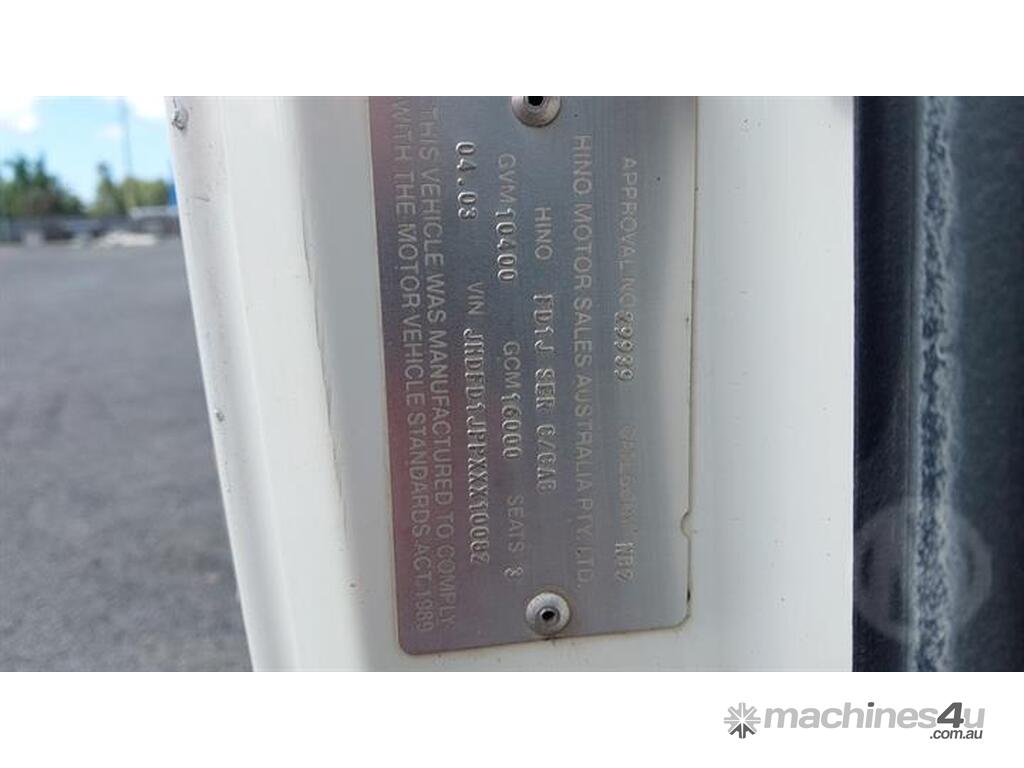 APPROVAL NO 29989 CATEGORY NB2
HINO MOTOR SALES AUSTRALIA PTY. LTD.
HINO FD1J SER C/CAB
GVM 10400 GCM 16000 SEATS 3
04.03 VIN JHDFD1JPPXXX10082
THIS VEHICLE WAS MANUFACTURED TO COMPLY
WITH THE MOTOR VEHICLE STANDARDS ACT 1989
machines4u
.com.au